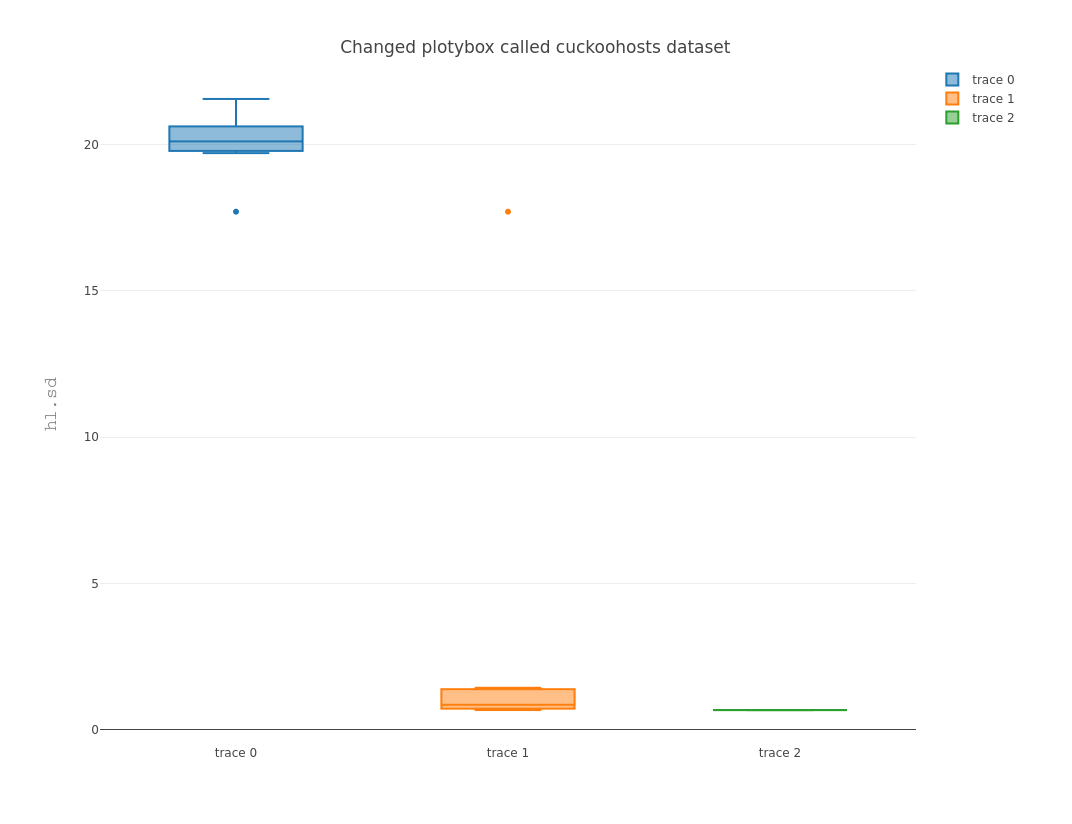 Changed plotybox called cuckoohosts dataset
trace 0
trace 1
trace 2
20
15
10
5
0
hl.sd
trace 0
trace 1
trace 2